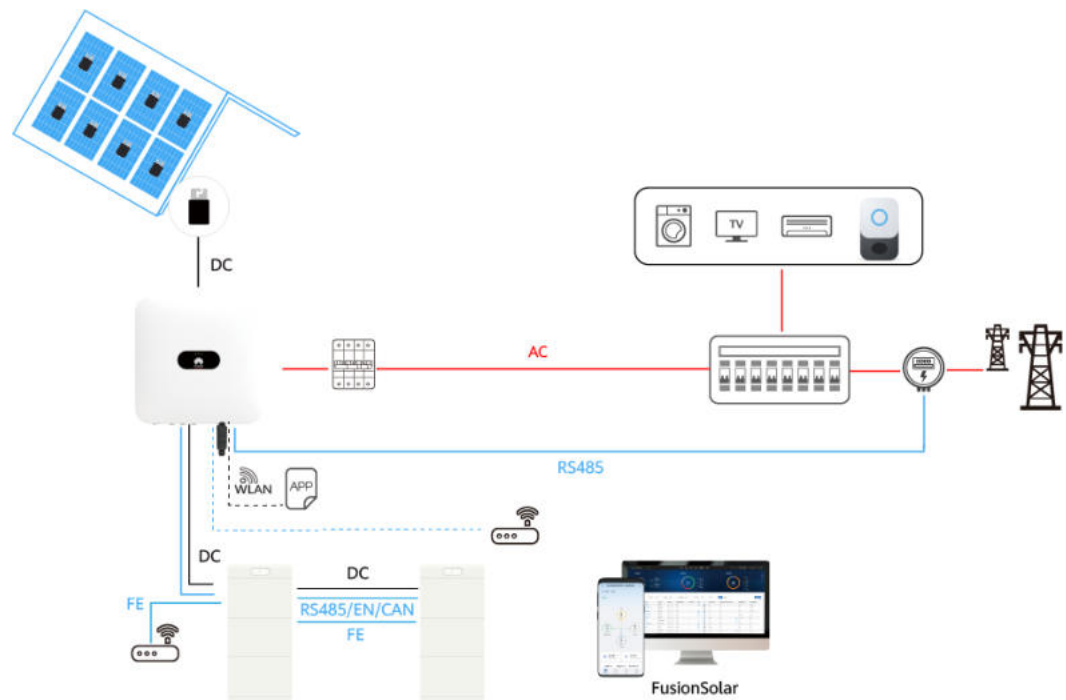 DC
TV
AC
RS485
WLAN
APP
DC
DC
RS485/EN/CAN
FE
FE
FusionSolar